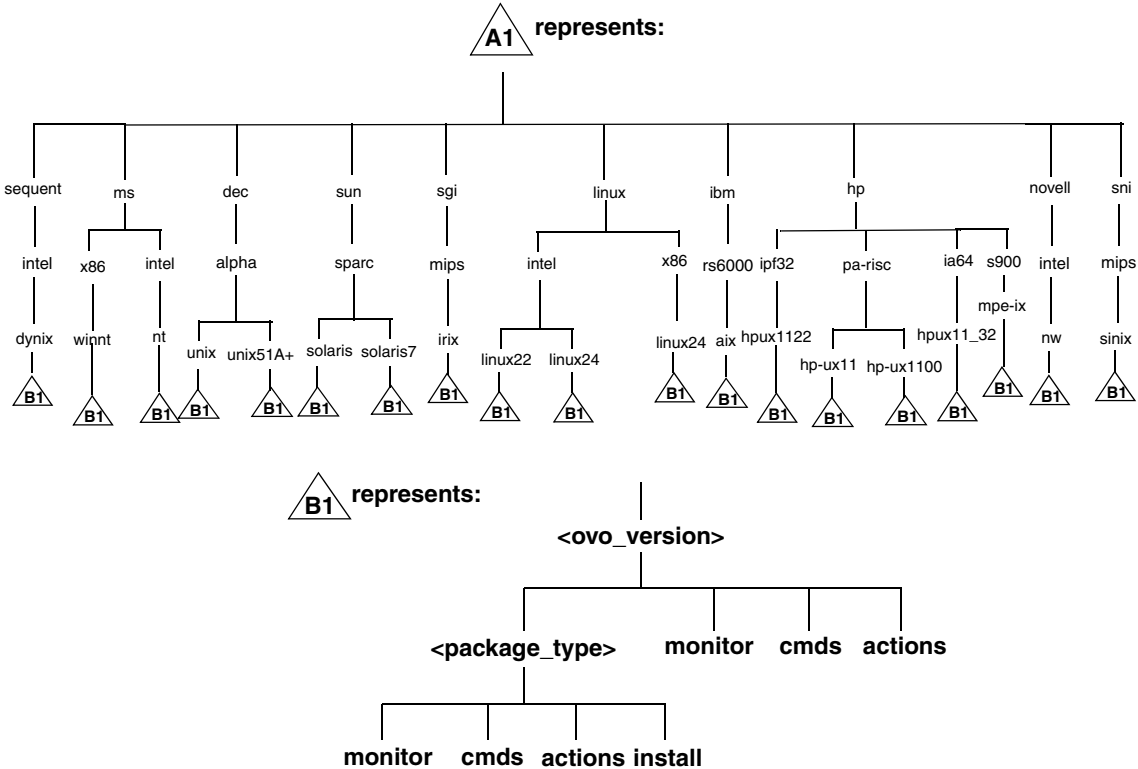 A1 represents:
sequent ms dec sun sgi linux ibm hp novell sni
intel x86 intel alpha sparc mips intel x86 rs6000 ipf32 pa-risc ia64 s900 intel mips
mpe-ix
dynix winnt nt unix unix51A+ solaris solaris7 irix linux22 linux24 linux24 aix hpux1122 hp-ux11 hp-ux1100 hpux11_32 nw sinix
B1 B1 B1 B1 B1 B1 B1 B1 B1 B1 B1 B1 B1 B1 B1 B1 B1 B1 B1
B1 represents:
<ovo_version>
<package_type> monitor cmds actions
monitor cmds actions install